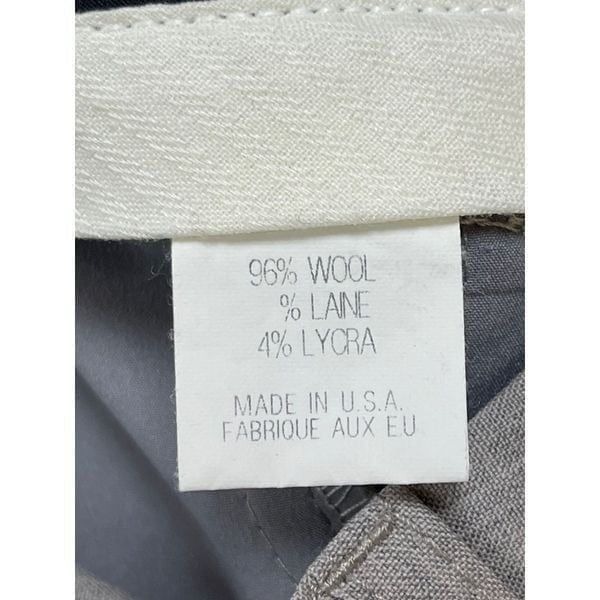 96% WOOL
% LAINE
4% LYCRA
MADE IN U.S.A.
FABRIQUE AUX EU